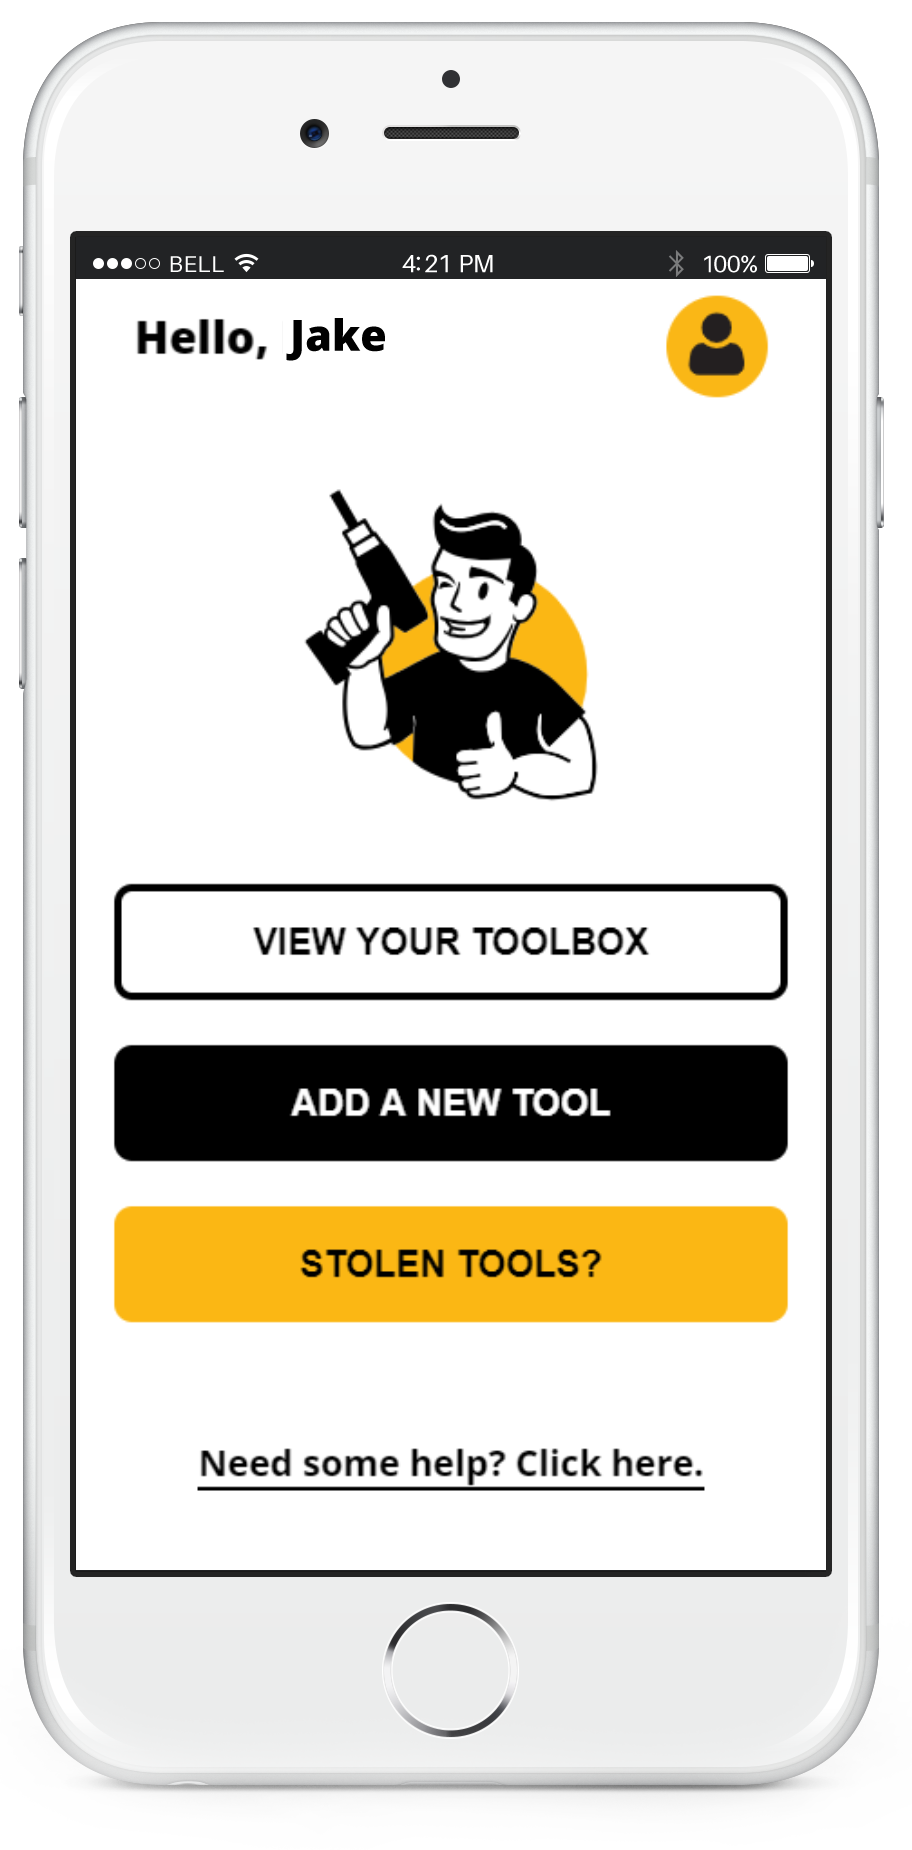 BELL 4:21 PM 100%
Hello, Jake
VIEW YOUR TOOLBOX
ADD A NEW TOOL
STOLEN TOOLS?
Need some help? Click here.